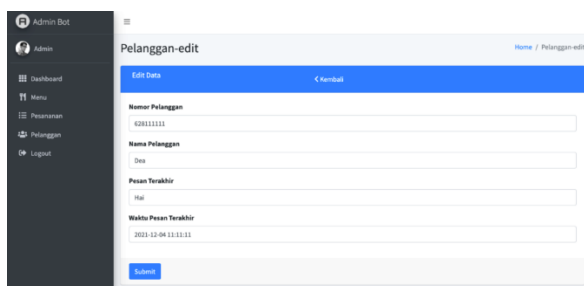 Admin Bot
Admin
Dashboard
Menu
Pesananan
Pelanggan
Logout
Pelanggan-edit
Home / Pelanggan-edit
Edit Data
Kembali
Nomor Pelanggan
628111111
Nama Pelanggan
Dea
Pesan Terakhir
Hai
Waktu Pesan Terakhir
2021-12-04 11:11:11
Submit